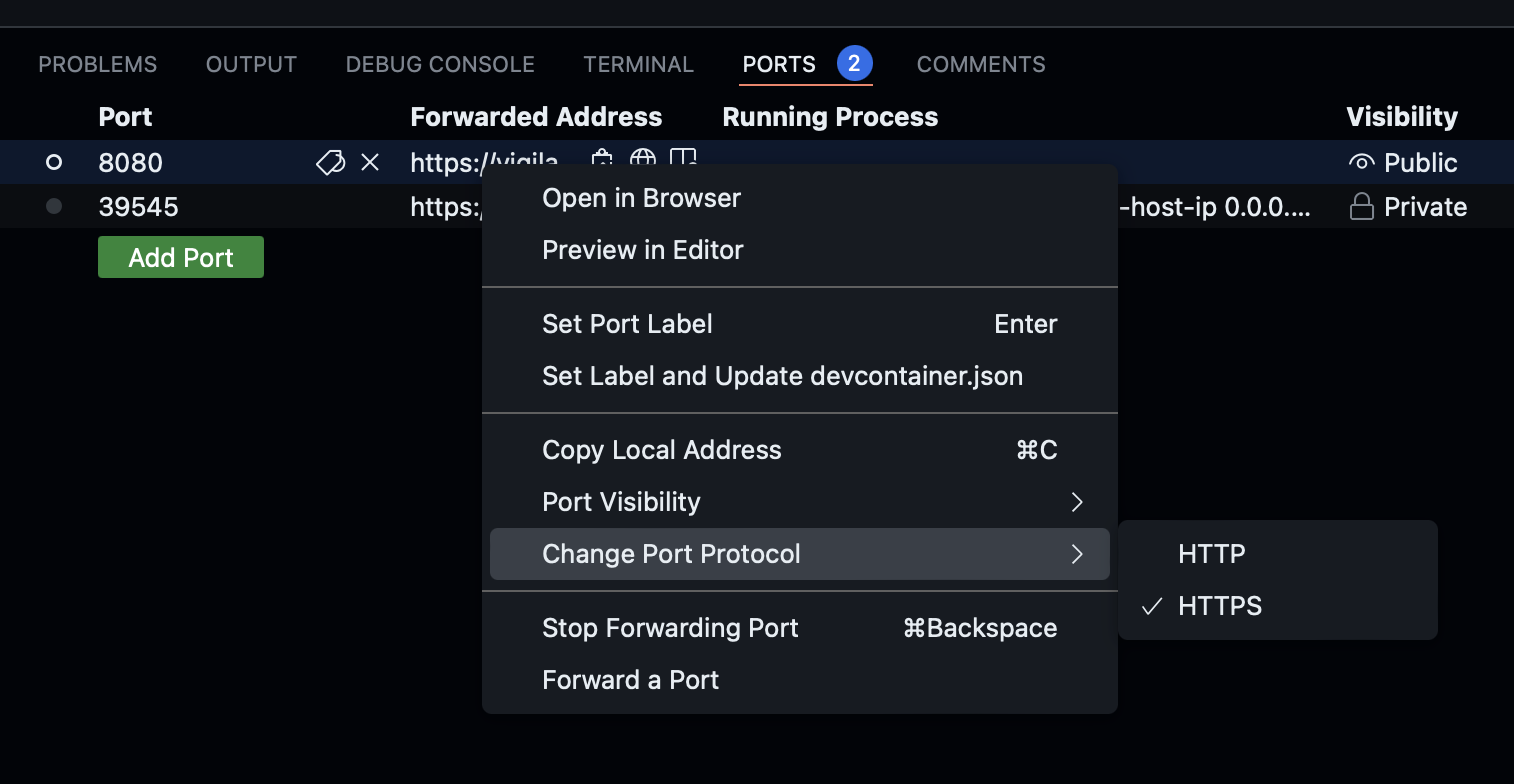 PROBLEMS OUTPUT DEBUG CONSOLE TERMINAL PORTS 2 COMMENTS
Port Forwarded Address Running Process Visibility
8080 https://vigila Public
39545 https:/ -host-ip 0.0.0.... Private
Add Port
Open in Browser
Preview in Editor
Set Port Label Enter
Set Label and Update devcontainer.json
Copy Local Address ⌘C
Port Visibility
Change Port Protocol
HTTP
HTTPS
Stop Forwarding Port ⌘Backspace
Forward a Port